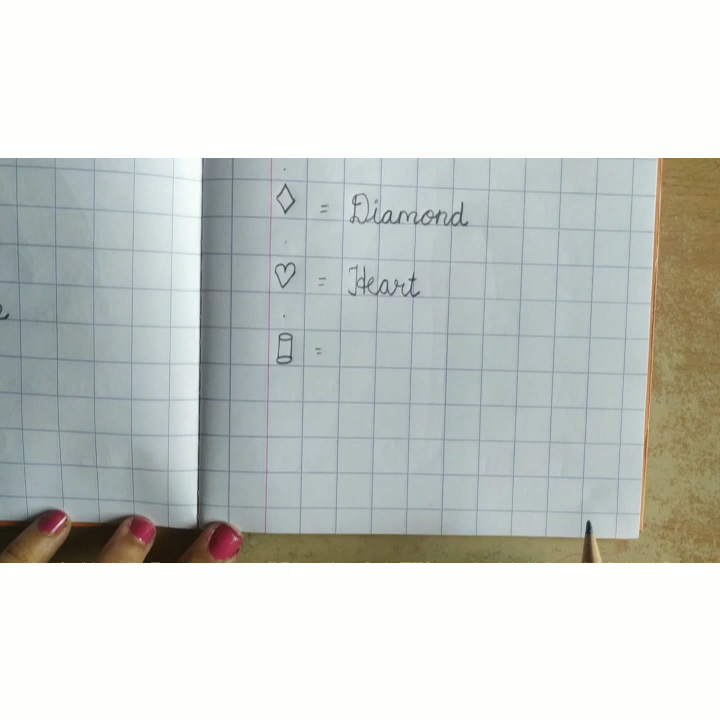 ◇ = Diamond
♡ = Heart
=